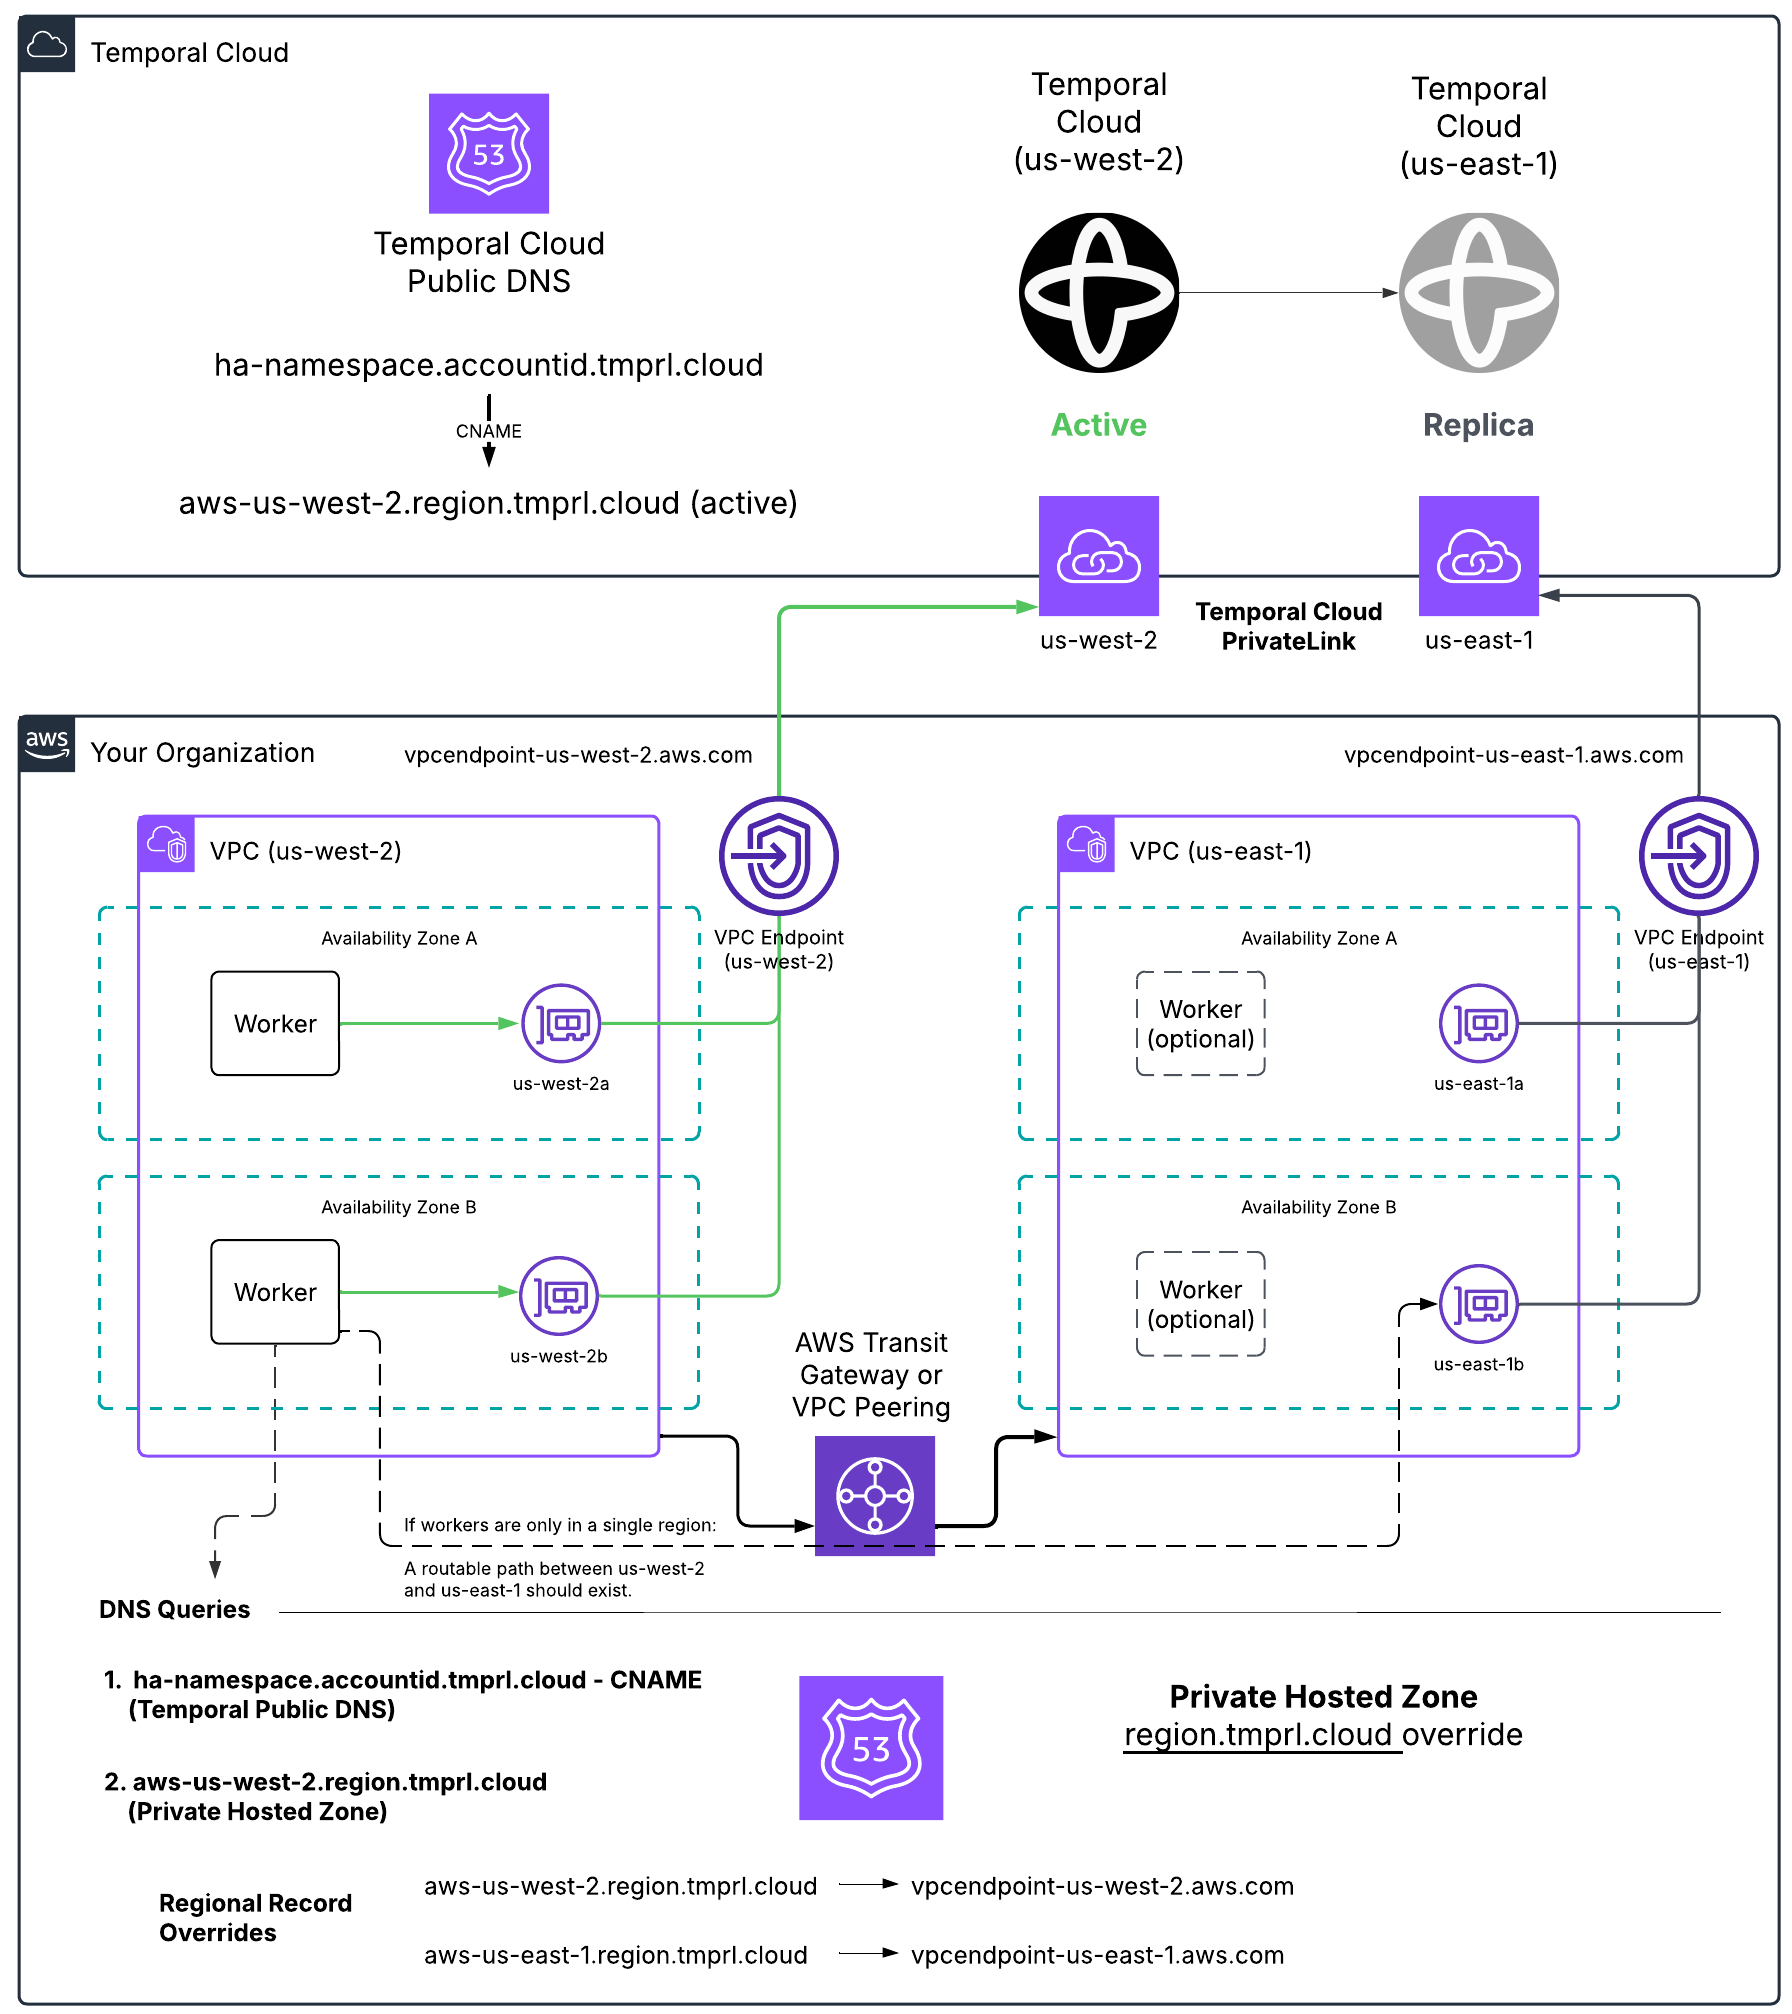 Temporal Cloud
53
Temporal Cloud
Public DNS
ha-namespace.accountid.tmprl.cloud
CNAME
aws-us-west-2.region.tmprl.cloud (active)
Temporal
Cloud
(us-west-2)
Temporal
Cloud
(us-east-1)
Active
Replica
us-west-2
Temporal Cloud
PrivateLink
us-east-1
aws
Your Organization
vpcendpoint-us-west-2.aws.com
vpcendpoint-us-east-1.aws.com
VPC (us-west-2)
Availability Zone A
Worker
us-west-2a
VPC Endpoint
(us-west-2)
Availability Zone B
Worker
us-west-2b
VPC (us-east-1)
Availability Zone A
Worker
(optional)
us-east-1a
VPC Endpoint
(us-east-1)
Availability Zone B
Worker
(optional)
us-east-1b
AWS Transit
Gateway or
VPC Peering
If workers are only in a single region:
A routable path between us-west-2
and us-east-1 should exist.
DNS Queries
1. ha-namespace.accountid.tmprl.cloud - CNAME
(Temporal Public DNS)
2. aws-us-west-2.region.tmprl.cloud
(Private Hosted Zone)
53
Private Hosted Zone
region.tmprl.cloud override
Regional Record
Overrides
aws-us-west-2.region.tmprl.cloud
vpcendpoint-us-west-2.aws.com
aws-us-east-1.region.tmprl.cloud
vpcendpoint-us-east-1.aws.com